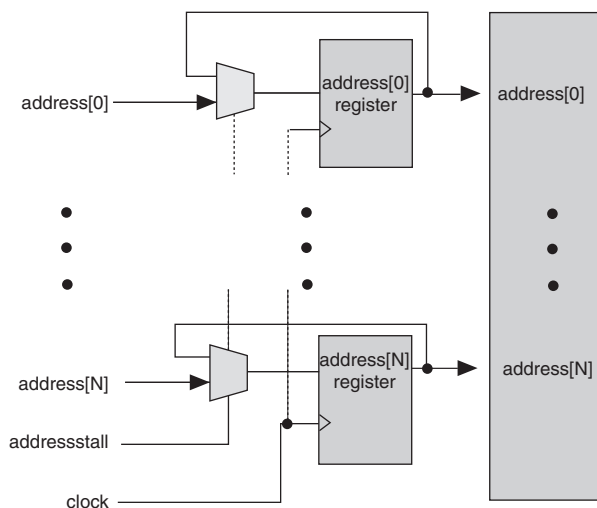 address[0]
address[0]
register
address[0]
address[N]
address[N]
register
address[N]
addressstall
clock